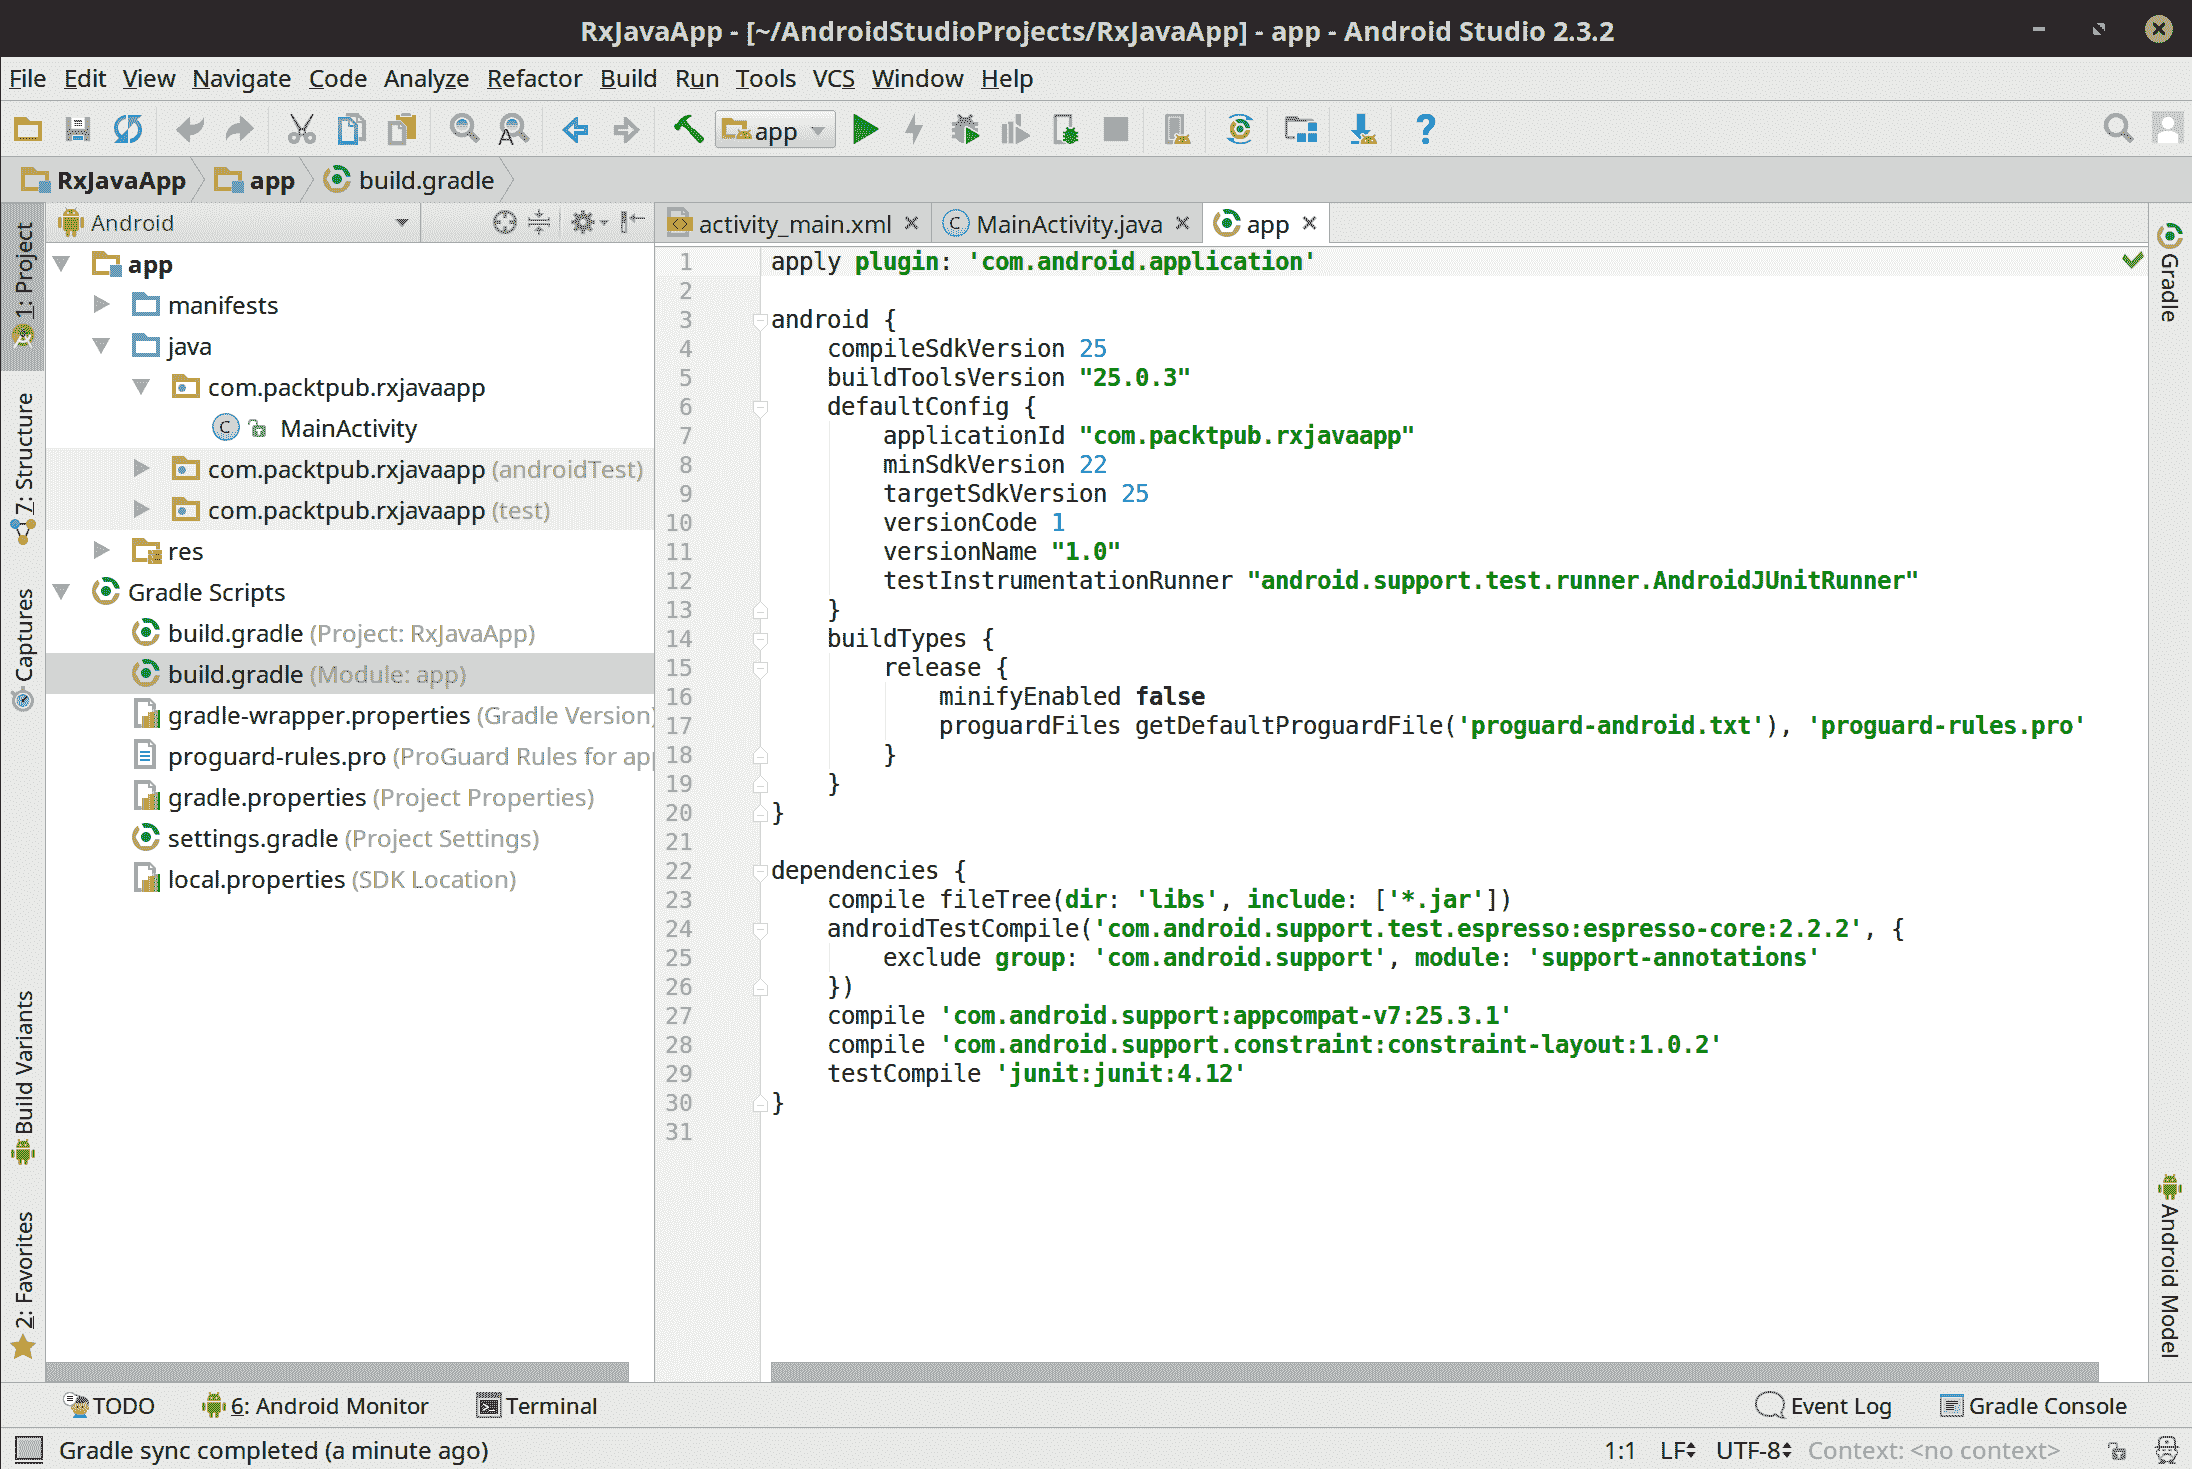 RxJavaApp - [~/AndroidStudioProjects/RxJavaApp] - app - Android Studio 2.3.2
File Edit View Navigate Code Analyze Refactor Build Run Tools VCS Window Help
app
RxJavaApp app build.gradle
Android
activity_main.xml MainActivity.java app
1: Project
7: Structure
Captures
Build Variants
2: Favorites
app
manifests
java
com.packtpub.rxjavaapp
MainActivity
com.packtpub.rxjavaapp (androidTest)
com.packtpub.rxjavaapp (test)
res
Gradle Scripts
build.gradle (Project: RxJavaApp)
build.gradle (Module: app)
gradle-wrapper.properties (Gradle Version)
proguard-rules.pro (ProGuard Rules for app
gradle.properties (Project Properties)
settings.gradle (Project Settings)
local.properties (SDK Location)
1 apply plugin: 'com.android.application'
2
3 android {
4 compileSdkVersion 25
5 buildToolsVersion "25.0.3"
6 defaultConfig {
7 applicationId "com.packtpub.rxjavaapp"
8 minSdkVersion 22
9 targetSdkVersion 25
10 versionCode 1
11 versionName "1.0"
12 testInstrumentationRunner "android.support.test.runner.AndroidJUnitRunner"
13 }
14 buildTypes {
15 release {
16 minifyEnabled false
17 proguardFiles getDefaultProguardFile('proguard-android.txt'), 'proguard-rules.pro'
18 }
19 }
20 }
21
22 dependencies {
23 compile fileTree(dir: 'libs', include: ['*.jar'])
24 androidTestCompile('com.android.support.test.espresso:espresso-core:2.2.2', {
25 exclude group: 'com.android.support', module: 'support-annotations'
26 })
27 compile 'com.android.support:appcompat-v7:25.3.1'
28 compile 'com.android.support.constraint:constraint-layout:1.0.2'
29 testCompile 'junit:junit:4.12'
30 }
31
Gradle
Android Model
TODO 6: Android Monitor Terminal Event Log Gradle Console
Gradle sync completed (a minute ago) 1:1 LF UTF-8 Context: <no context>